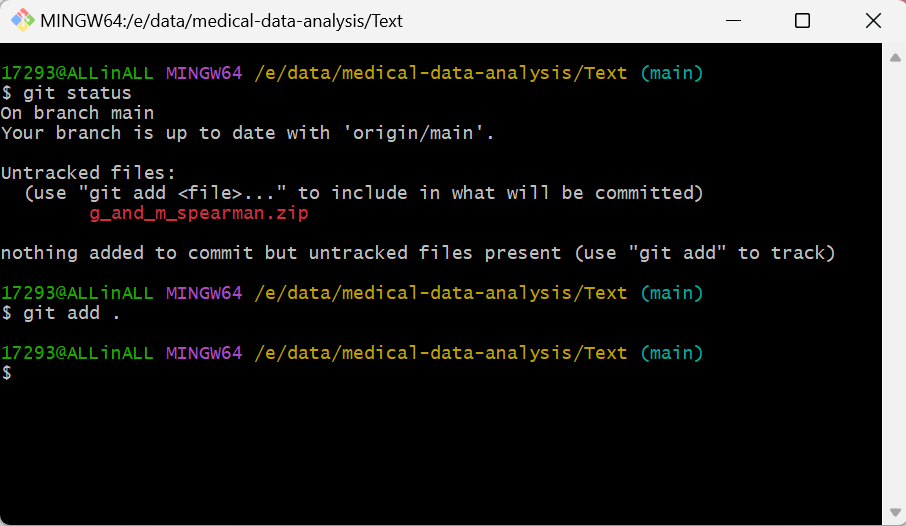 MINGW64:/e/data/medical-data-analysis/Text
17293@ALLinALL MINGW64 /e/data/medical-data-analysis/Text (main)
$ git status
On branch main
Your branch is up to date with 'origin/main'.
Untracked files:
(use "git add <file>..." to include in what will be committed)
g_and_m_spearman.zip
nothing added to commit but untracked files present (use "git add" to track)
17293@ALLinALL MINGW64 /e/data/medical-data-analysis/Text (main)
$ git add .
17293@ALLinALL MINGW64 /e/data/medical-data-analysis/Text (main)
$